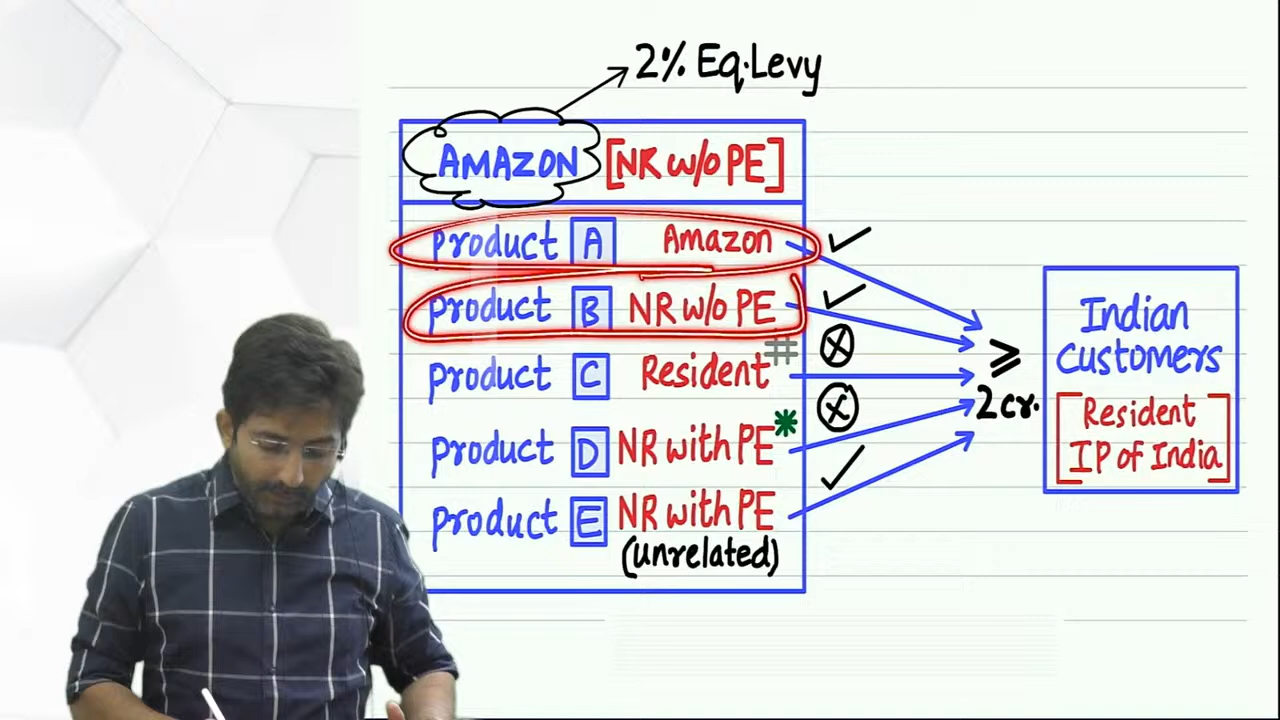 2% Eq.Levy
AMAZON [NR w/o PE]
Product A Amazon ✓
Product B NR w/o PE ✓
Product C Resident # ⓧ
Product D NR with PE * ⓧ
Product E NR with PE ✓
(unrelated)
≥
2cr.
Indian
Customers
[Resident
IP of India]